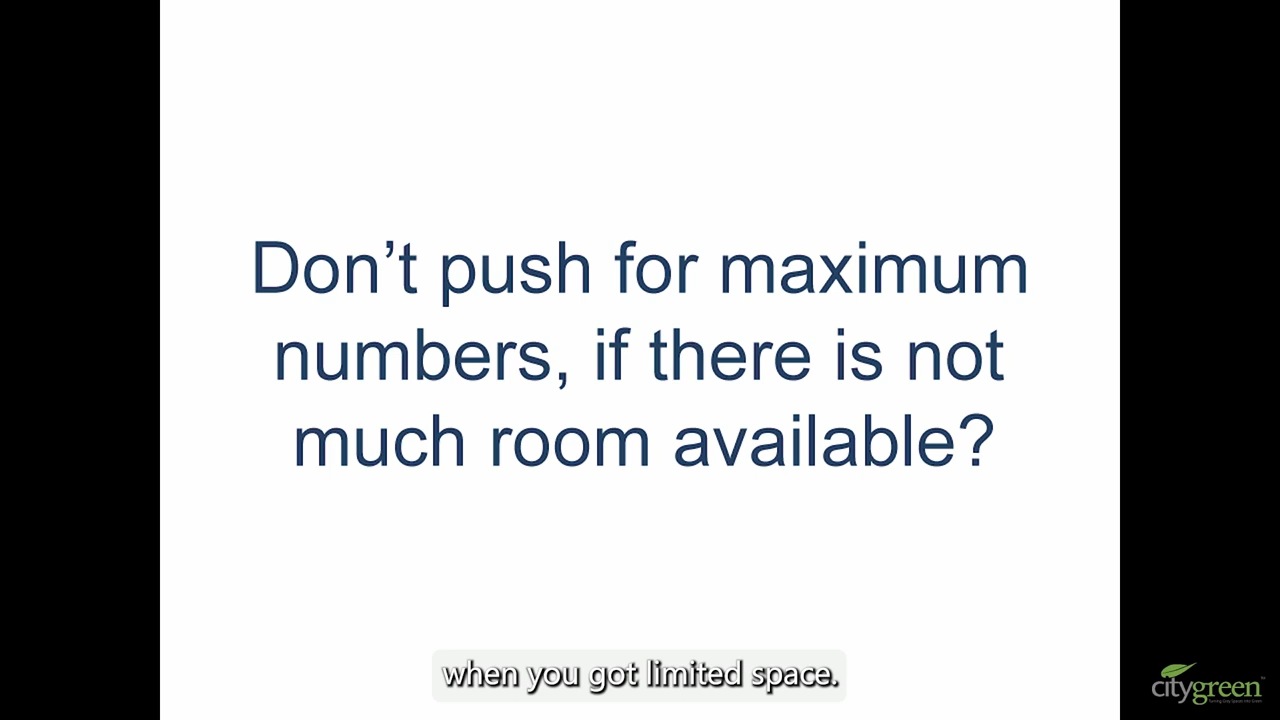 Don’t push for maximum
numbers, if there is not
much room available?
when you got limited space.
citygreen